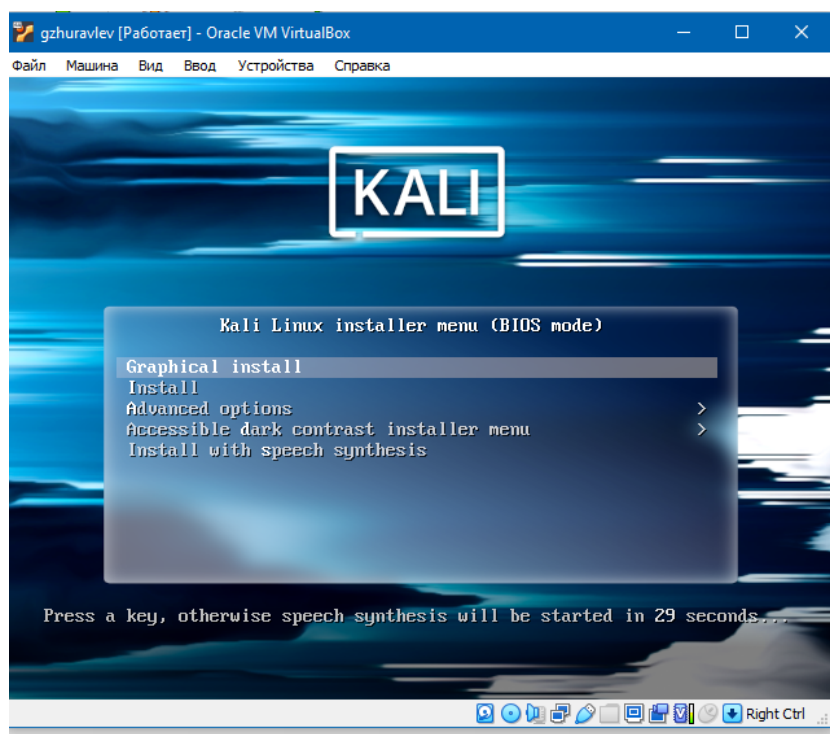 gzhuravlev [Работает] - Oracle VM VirtualBox
Файл Машина Вид Ввод Устройства Справка
KALI
Kali Linux installer menu (BIOS mode)
Graphical install
Install
Advanced options >
Accessible dark contrast installer menu >
Install with speech synthesis
Press a key, otherwise speech synthesis will be started in 29 seconds...
Right Ctrl